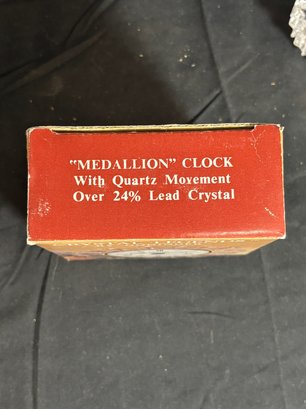 "MEDALLION" CLOCK
With Quartz Movement
Over 24% Lead Crystal